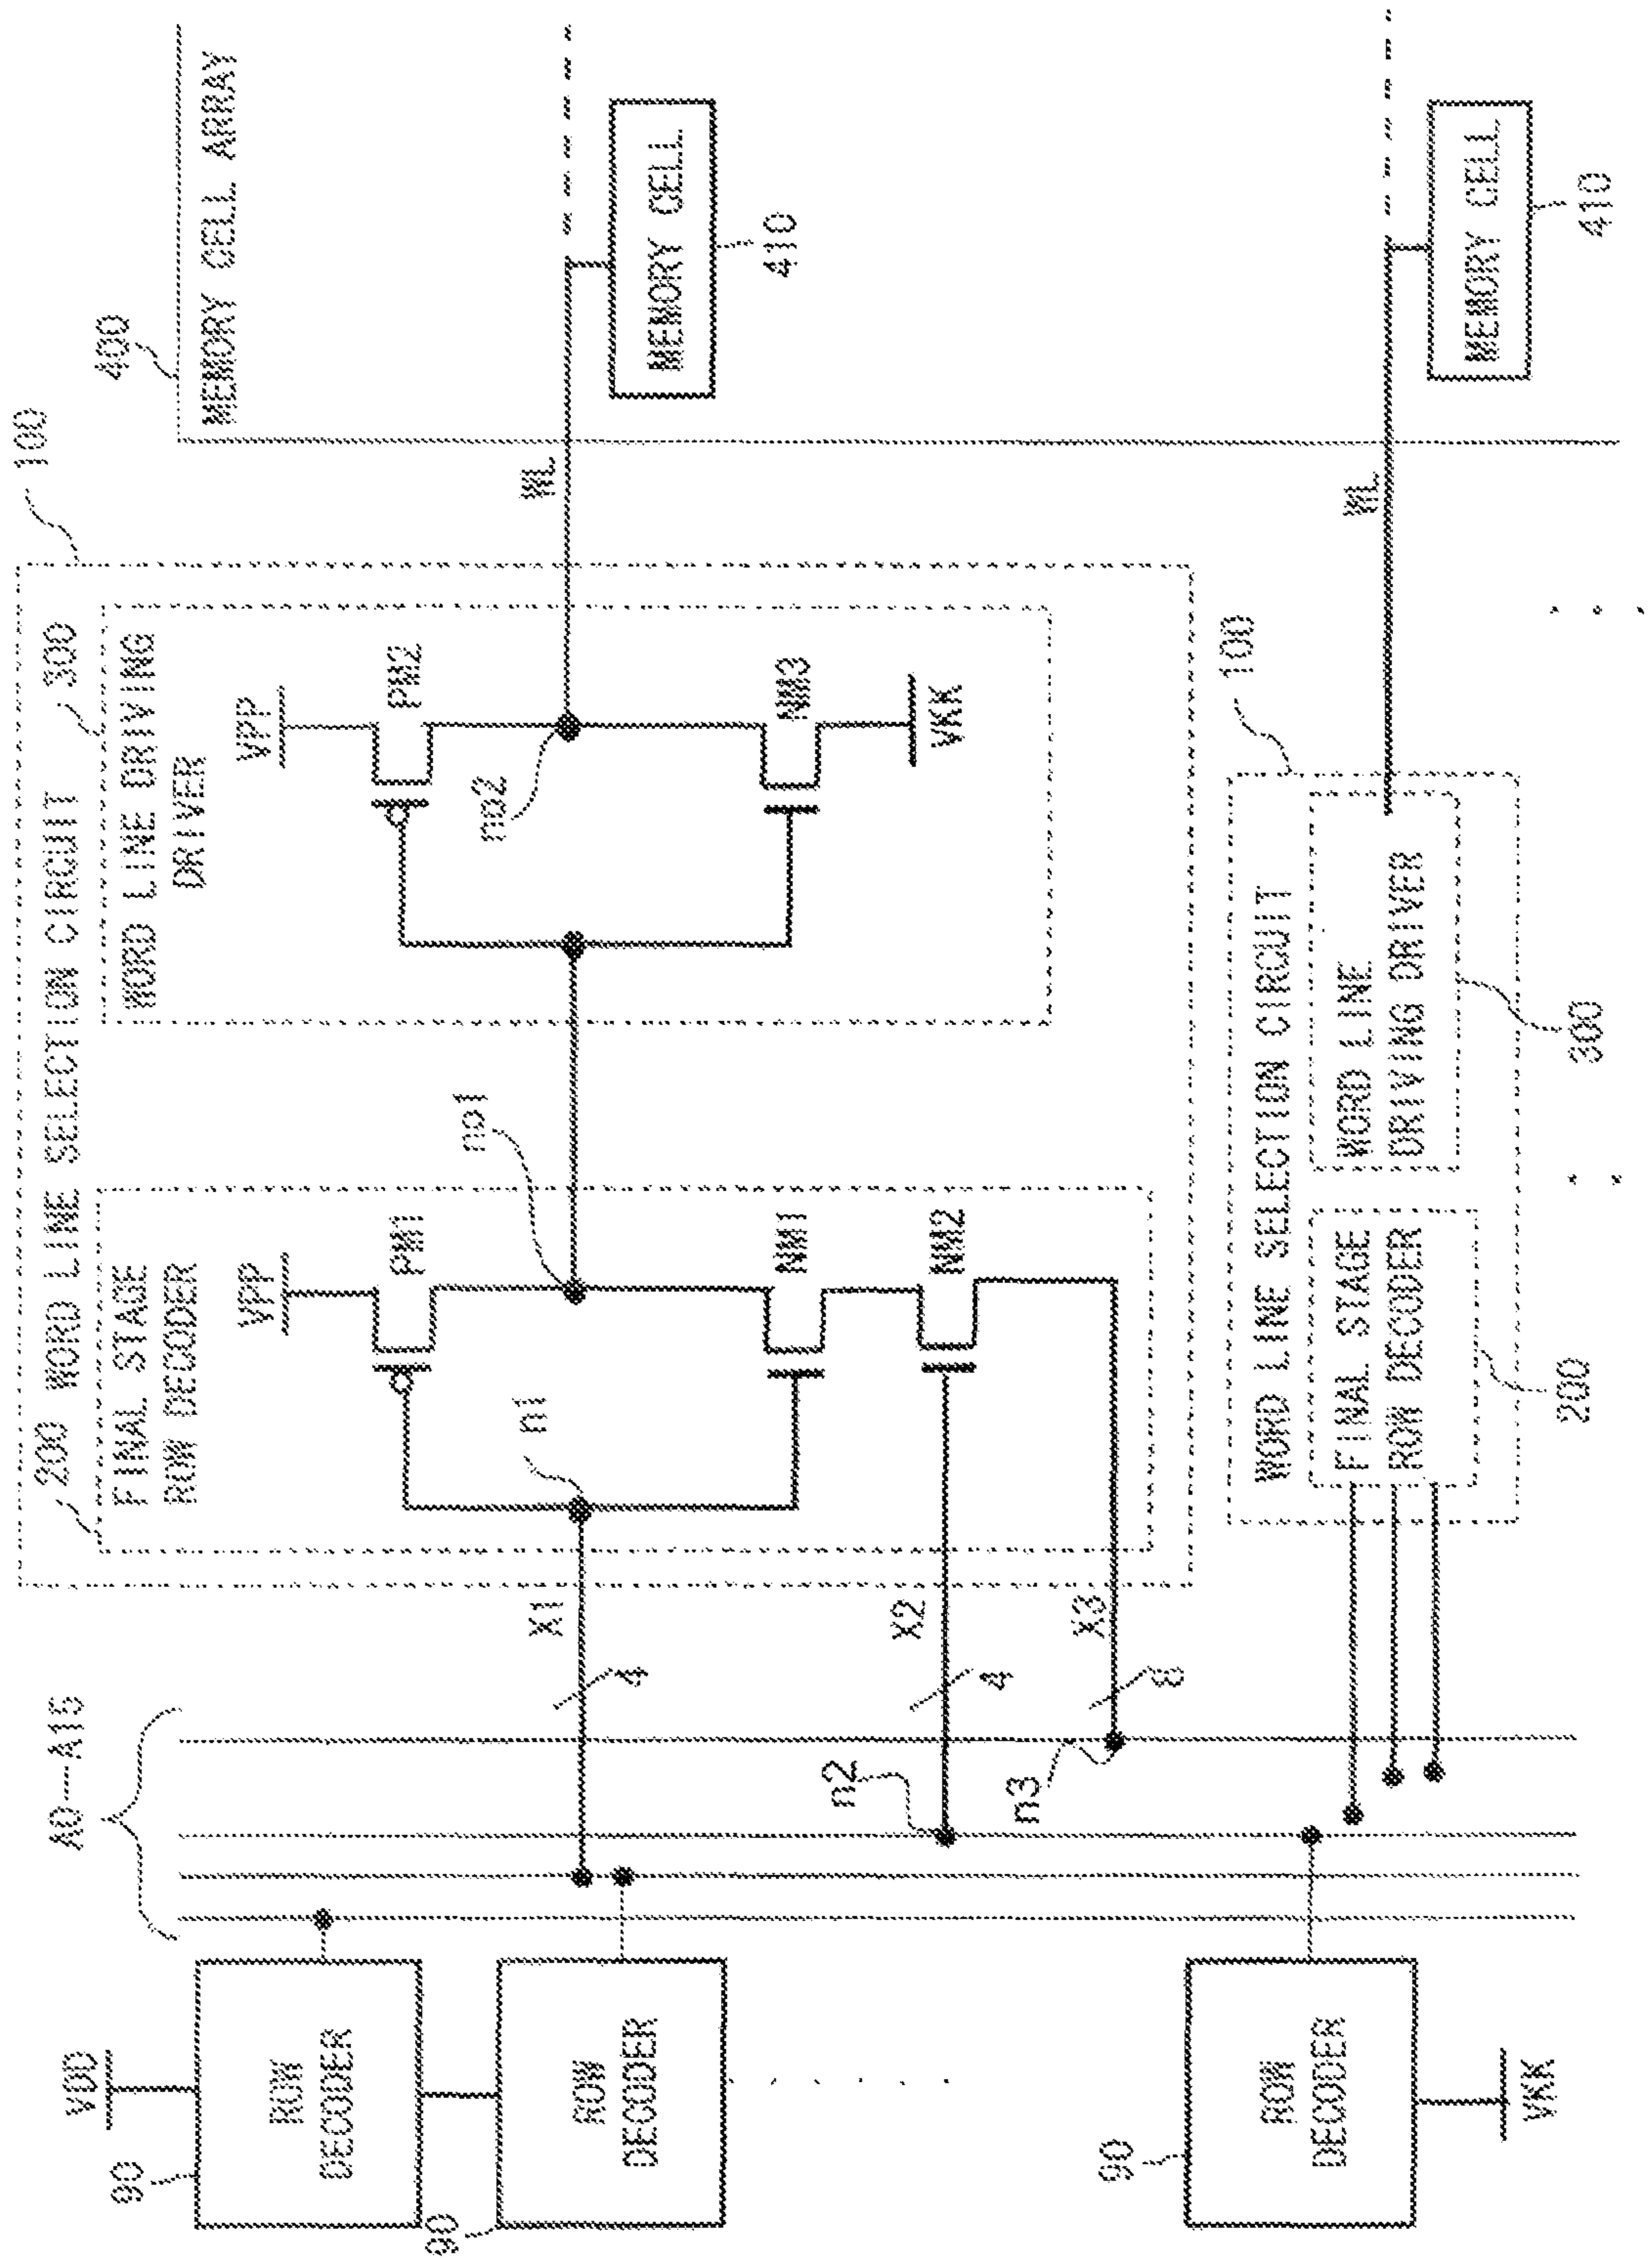 400
MEMORY CELL ARRAY
100
WORD LINE SELECTION CIRCUIT
200
FINAL STAGE
ROW DECODER
300
WORD LINE DRIVING
DRIVER
VDD
90
ROW
DECODER
A0---A15
VPP
PM1
VPP
PM2
90
ROW
DECODER
X1
4
n1
no1
no2
WL
MEMORY CELL
410
NM1
NM3
VKK
n2
X2
4
NM2
n3
X3
8
90
ROW
DECODER
VKK
100
WORD LINE SELECTION CIRCUIT
FINAL STAGE
ROW DECODER
200
WORD LINE
DRIVING DRIVER
300
WL
MEMORY CELL
410